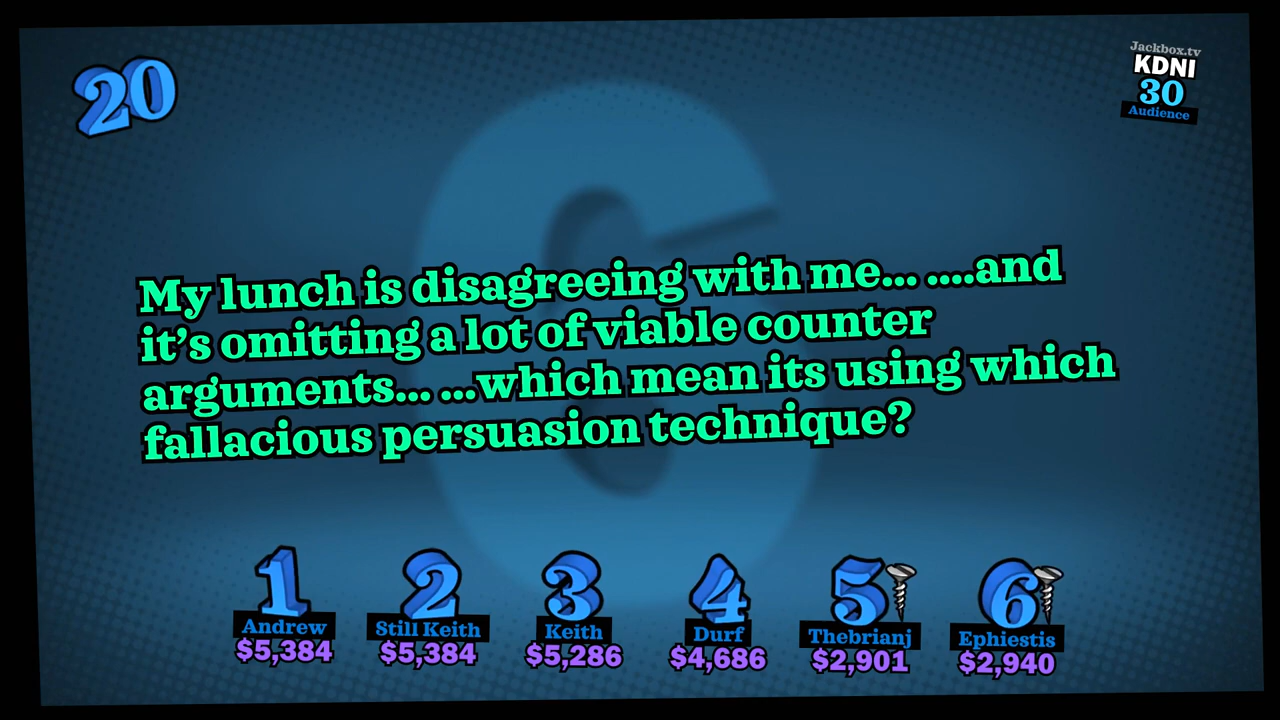 20
Jackbox.tv
KDNI
30
Audience
My lunch is disagreeing with me... ....and
it's omitting a lot of viable counter
arguments... ...which mean its using which
fallacious persuasion technique?
1 2 3 4 5 6
Andrew Still Keith Keith Durf Thebrianj Ephiestis
$5,384 $5,384 $5,286 $4,686 $2,901 $2,940